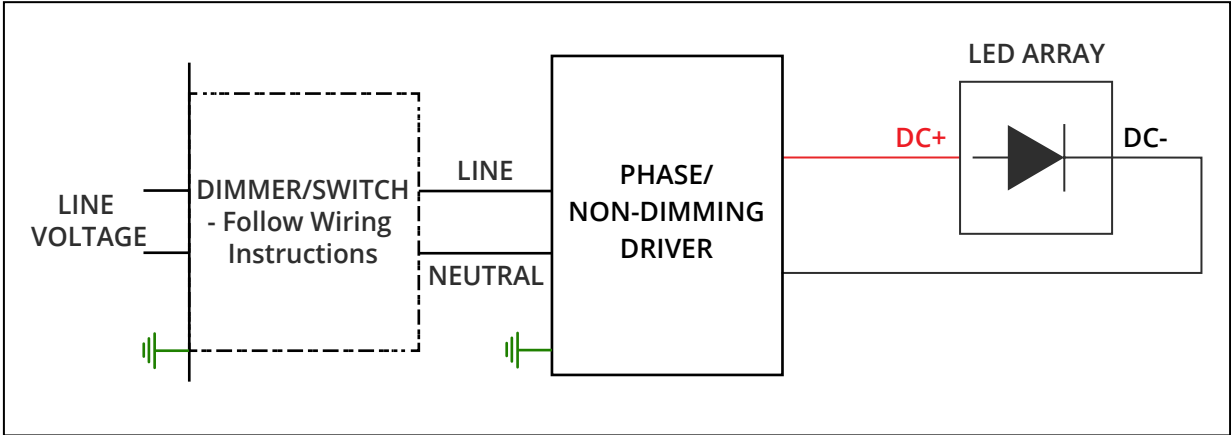 LED ARRAY
DC+
DC-
LINE
VOLTAGE
DIMMER/SWITCH
- Follow Wiring
Instructions
LINE
NEUTRAL
PHASE/
NON-DIMMING
DRIVER